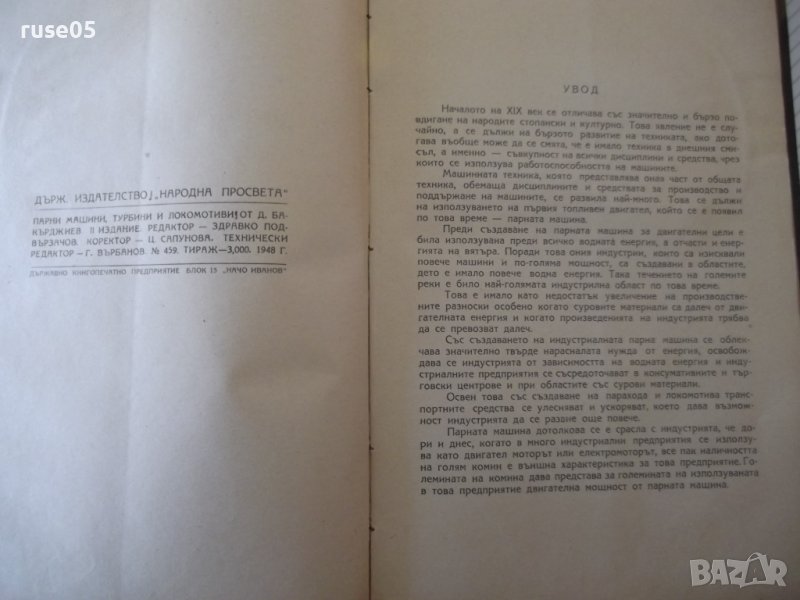 ruse05
ДЪРЖ. ИЗДАТЕЛСТВО „НАРОДНА ПРОСВЕТА"
ПАРНИ МАШИНИ, ТУРБИНИ И ЛОКОМОТИВИ ОТ Д. БА-
КЪРДЖИЕВ II ИЗДАНИЕ. РЕДАКТОР — ЗДРАВКО ПОД-
ВЪРЗАЧОВ. КОРЕКТОР — Ц. САПУНОВА. ТЕХНИЧЕСКИ
РЕДАКТОР — Г. ВЪРБАНОВ. № 459. ТИРАЖ—3,000. 1948 Г.
ДЪРЖАВНО КНИГОПЕЧАТНО ПРЕДПРИЯТИЕ БЛОК 15 „НАЧО ИВАНОВ"
УВОД
Началото на XIX век се отличава със значително и бързо по-
вдигане на народите стопански и културно. Това явление не е слу-
чайно, а се дължи на бързото развитие на техниката, ако дото-
гава въобще може да се смята, че е имало техника в днешния сми-
съл, а именно — съвкупност на всички дисциплини и средства, чрез
които се използува работоспособността на машините.
Машинната техника, която представлява оная част от общата
техника, обемаща дисциплините и средствата за производство и
поддържане на машините, се развила най-много. Това се дължи
на използуването на първия топливен двигател, който се е появил
по това време — парната машина.
Преди създаване на парната машина за двигателни цели е
била използувана преди всичко водната енергия, а отчасти и енерги-
ята на вятъра. Поради това ония индустрии, които са изисквали
повече машини и по-голяма мощност, са създавани в областите,
дето е имало повече водна енергия. Така течението на големите
реки е било най-голямата индустриална област по това време.
Това е имало като недостатък увеличение на производстве-
ните разноски особено когато суровите материали са далеч от дви-
гателната енергия и когато произведенията на индустрията трябва
да се превозват далеч.
Със създаването на индустриалната парна машина се облек-
чава значително твърде нарасналата нужда от енергия, освобожда-
ва се индустрията от зависимостта на водната енергия и индус-
триалните предприятия се съсредоточават в консумативните и тър-
говски центрове и при областите със сурови материали.
Освен това със създаване на парахода и локомотива транс-
портните средства се улесняват и ускоряват, което дава възмож-
ност индустрията да се разане още повече.
Парната машина дотолкова се е срасла с индустрията, че до-
ри и днес, когато в много индустриални предприятия се използу-
ва като двигател моторът или електромоторът, все пак наличността
на голям комин е външна характеристика за това предприятие. Го-
лемината на комина дава представа за големината на използуваната
в това предприятие двигателна мощност от парната машина.
BAZAR